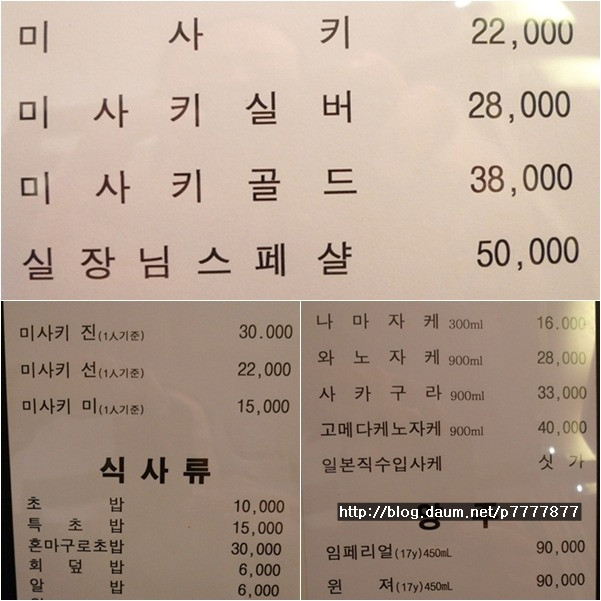 미사키 22,000
미사키실버 28,000
미사키골드 38,000
실장님스페샬 50,000
미사키 진(1人기준) 30.000
미사키 선(1人기준) 22,000
미사키 미(1人기준) 15,000
식사류
초밥 10,000
특초밥 15,000
혼마구로초밥 30,000
회덮밥 6,000
알밥 6,000
나마자케 300ml 16.000
와노자케 900ml 28,000
사카구라 900ml 33,000
고메다케노자케 900ml 40,000
일본직수입사케 싯가
http://blog.daum.net/p7777877
임페리얼(17y)450mL 90,000
윈져(17y)450mL 90,000